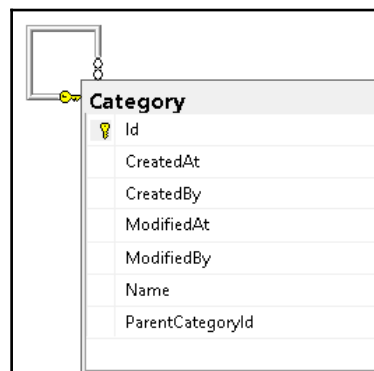 Category
Id
CreatedAt
CreatedBy
ModifiedAt
ModifiedBy
Name
ParentCategoryId